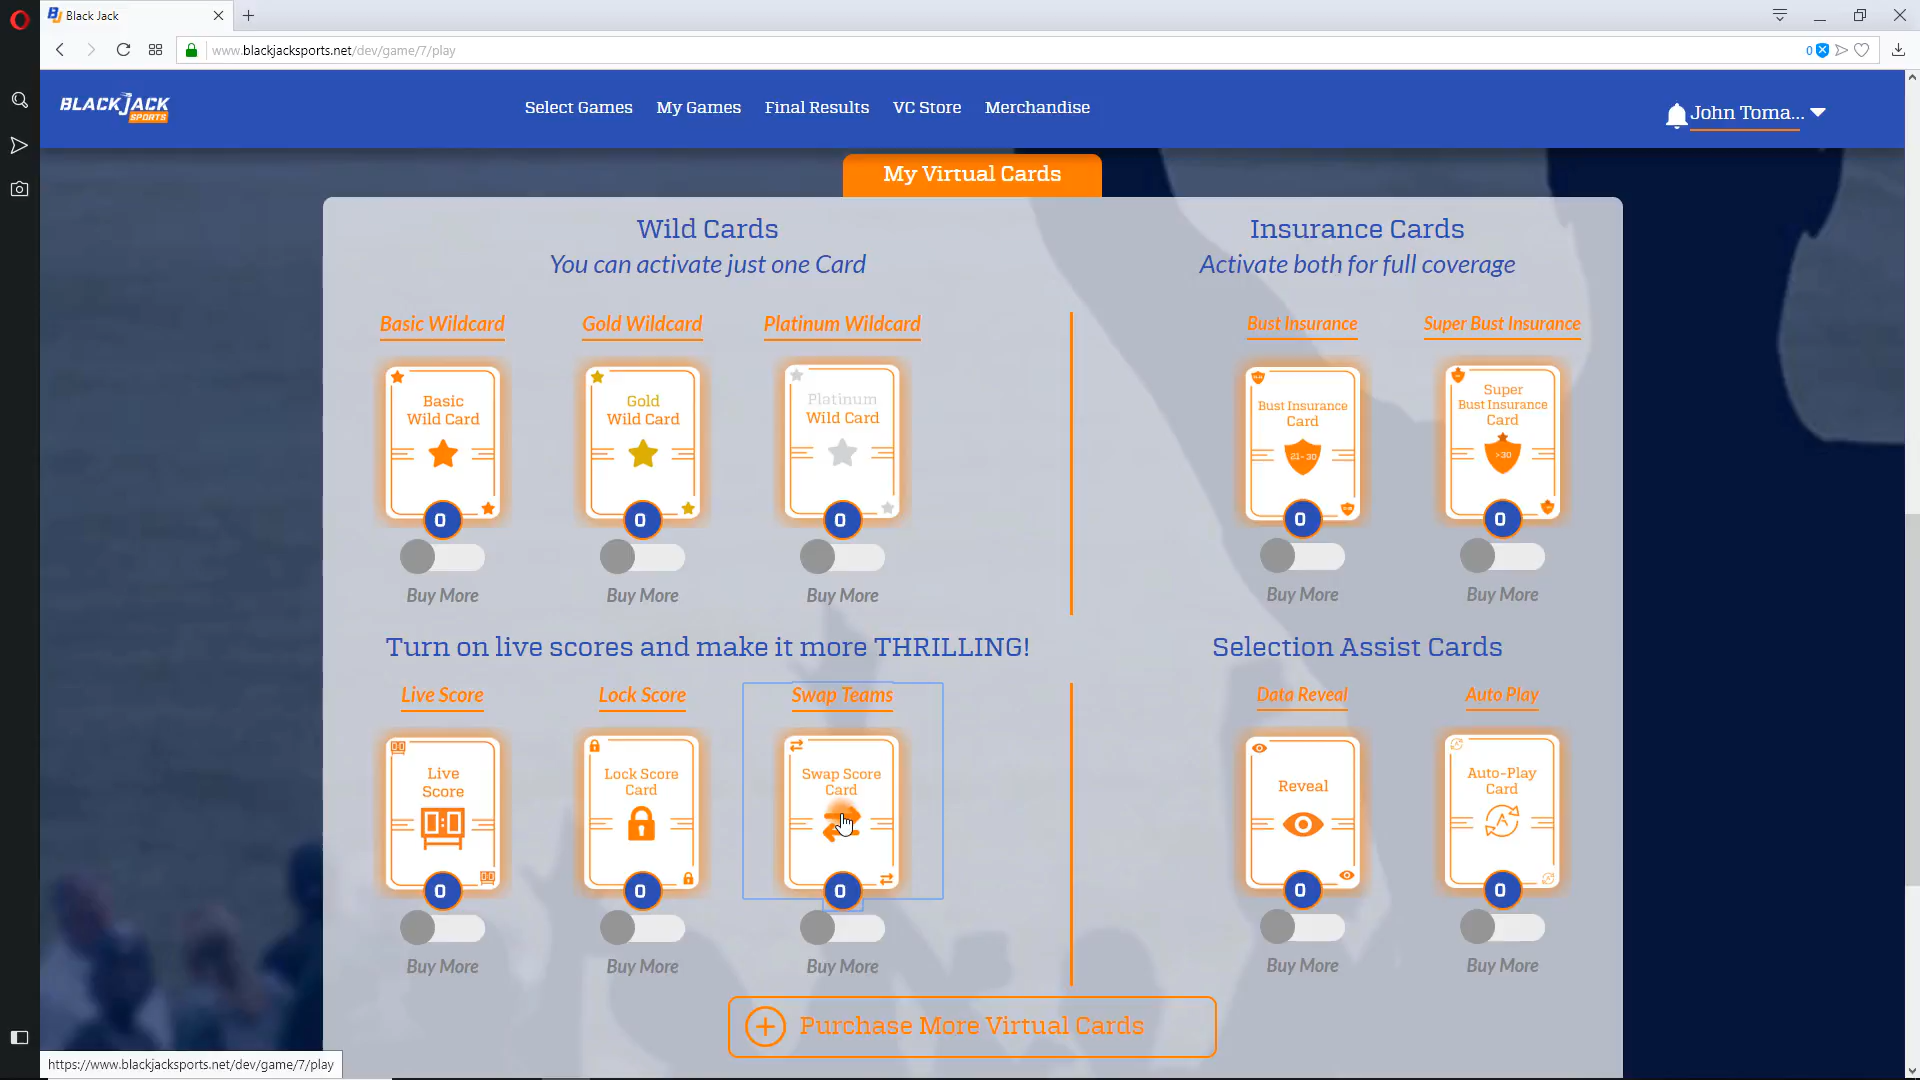 Black Jack
www.blackjacksports.net/dev/game/7/play
0
BLACKJACK
SPORTS
Select Games
My Games
Final Results
VC Store
Merchandise
John Toma...
My Virtual Cards
Wild Cards
You can activate just one Card
Insurance Cards
Activate both for full coverage
Basic Wildcard
Gold Wildcard
Platinum Wildcard
Bust Insurance
Super Bust Insurance
Basic
Wild Card
0
Gold
Wild Card
0
Platinum
Wild Card
0
Bust Insurance
Card
21-30
0
Super
Bust Insurance
Card
>30
0
Buy More
Buy More
Buy More
Buy More
Buy More
Turn on live scores and make it more THRILLING!
Selection Assist Cards
Live Score
Lock Score
Swap Teams
Data Reveal
Auto Play
Live
Score
0
Lock Score
Card
0
Swap Score
Card
0
Reveal
0
Auto-Play
Card
A
0
Buy More
Buy More
Buy More
Buy More
Buy More
Purchase More Virtual Cards
https://www.blackjacksports.net/dev/game/7/play